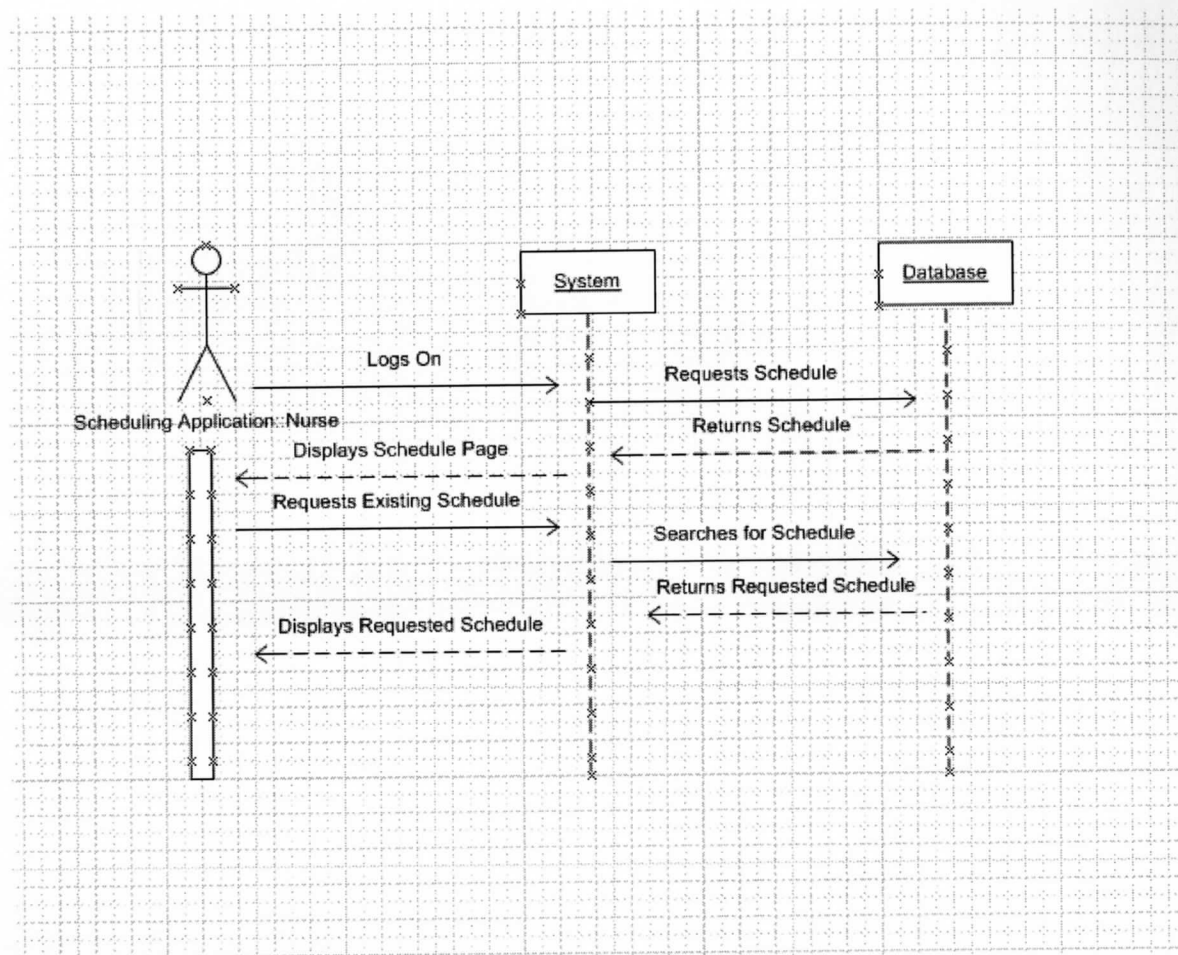 System
Database
Logs On
Requests Schedule
Scheduling Application::Nurse
Returns Schedule
Displays Schedule Page
Requests Existing Schedule
Searches for Schedule
Returns Requested Schedule
Displays Requested Schedule